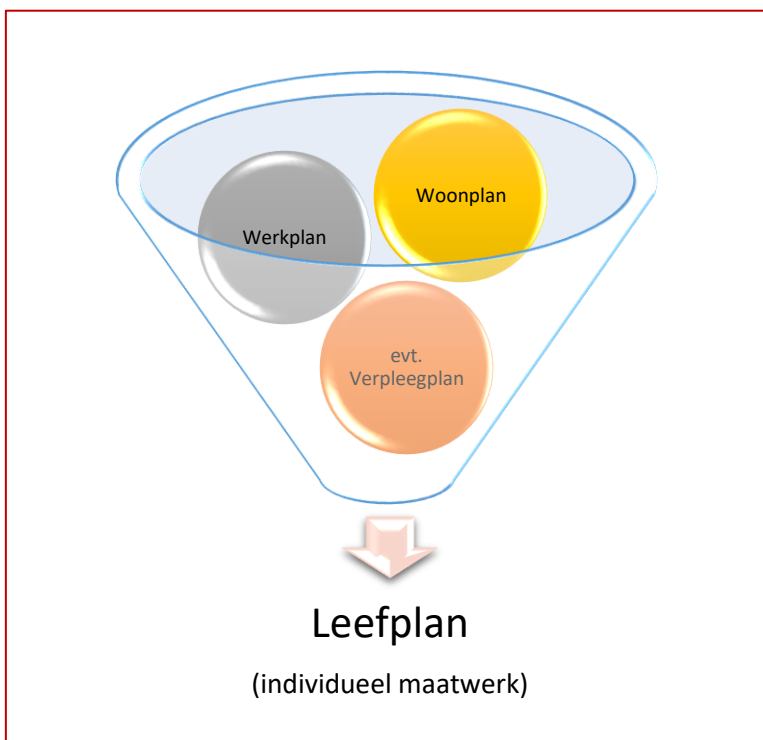 Woonplan
Werkplan
evt.
Verpleegplan
Leefplan
(individueel maatwerk)